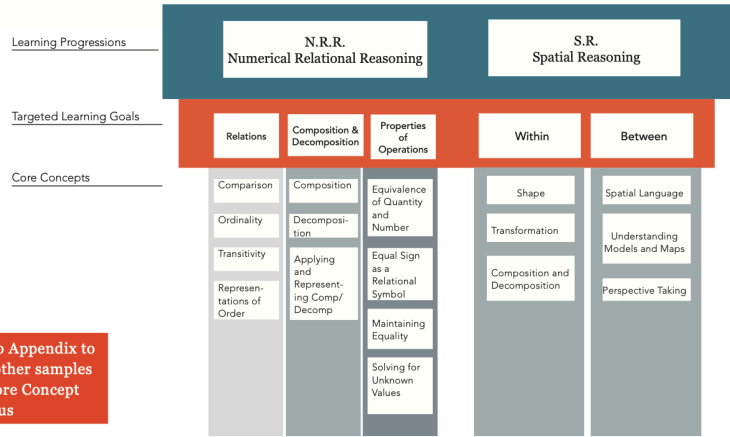 Learning Progressions
N.R.R.
Numerical Relational Reasoning
S.R.
Spatial Reasoning
Targeted Learning Goals
Relations
Composition &
Decomposition
Properties
of
Operations
Within
Between
Core Concepts
Comparison
Ordinality
Transitivity
Represen-
tations of
Order
Composition
Decomposi-
tion
Applying
and
Represent-
ing Comp/
Decomp
Equivalence
of Quantity
and
Number
Equal Sign
as a
Relational
Symbol
Maintaining
Equality
Solving for
Unknown
Values
Shape
Transformation
Composition and
Decomposition
Spatial Language
Understanding
Models and Maps
Perspective Taking
Appendix to
other samples
Concept